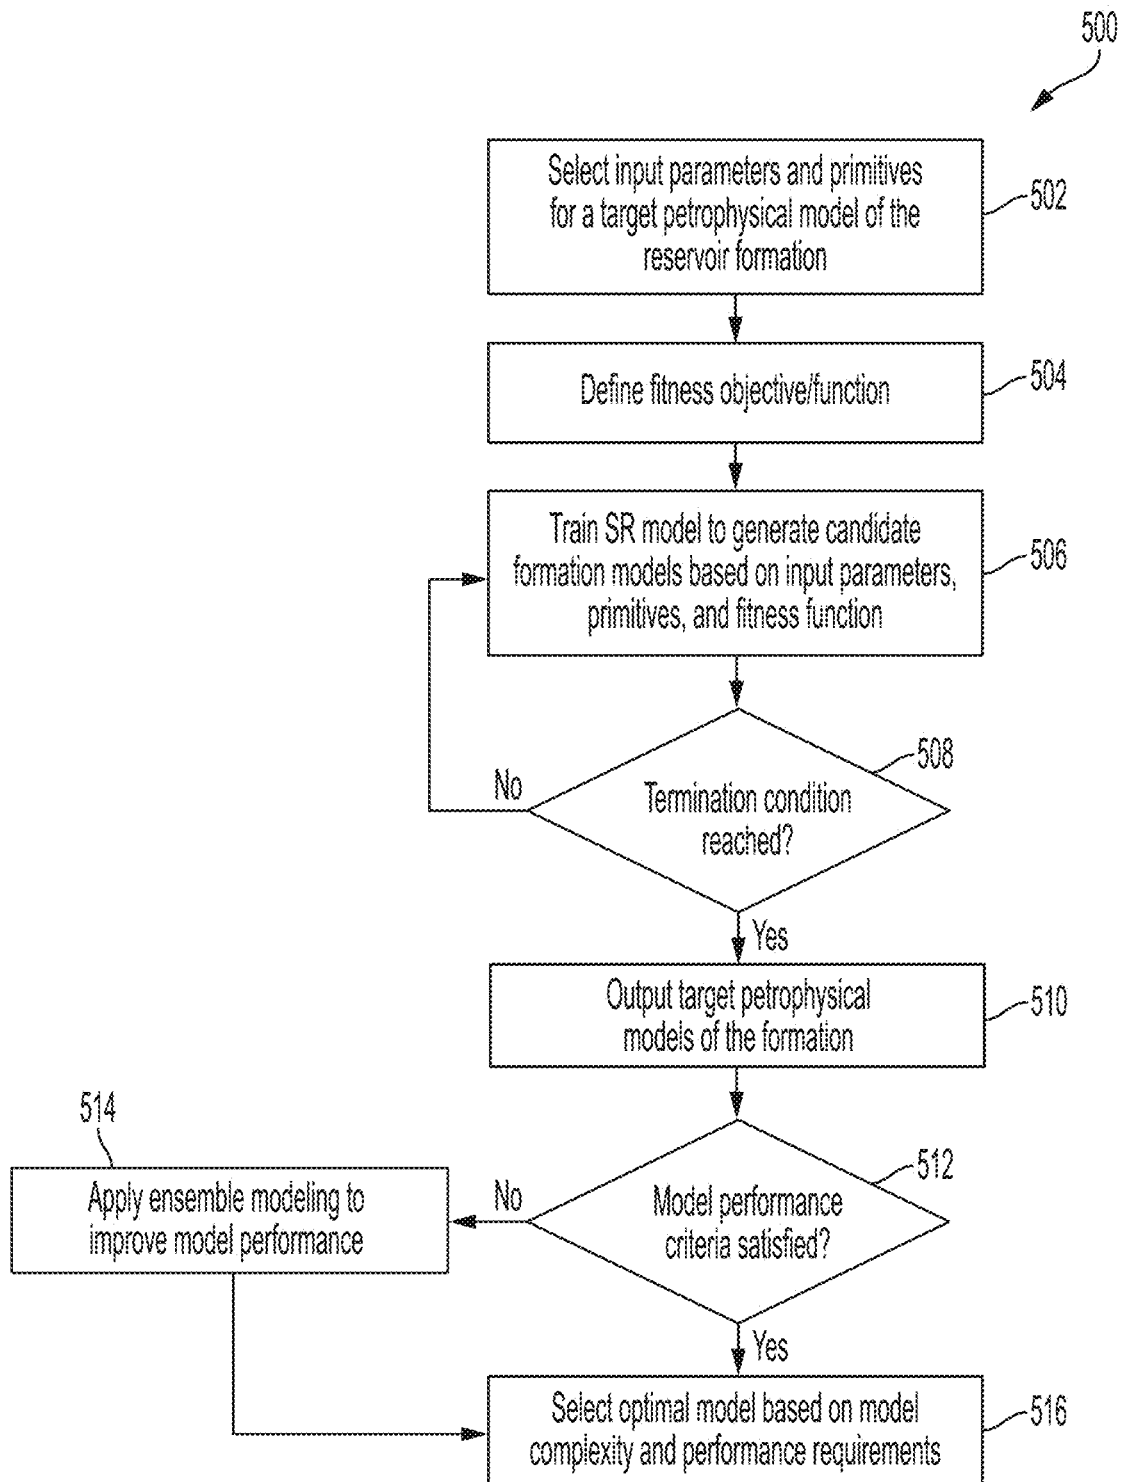 500
Select input parameters and primitives
for a target petrophysical model of the
reservoir formation
502
Define fitness objective/function
504
Train SR model to generate candidate
formation models based on input parameters,
primitives, and fitness function
506
Termination condition
reached?
508
No
Yes
Output target petrophysical
models of the formation
510
Model performance
criteria satisfied?
512
No
514
Apply ensemble modeling to
improve model performance
Yes
Select optimal model based on model
complexity and performance requirements
516